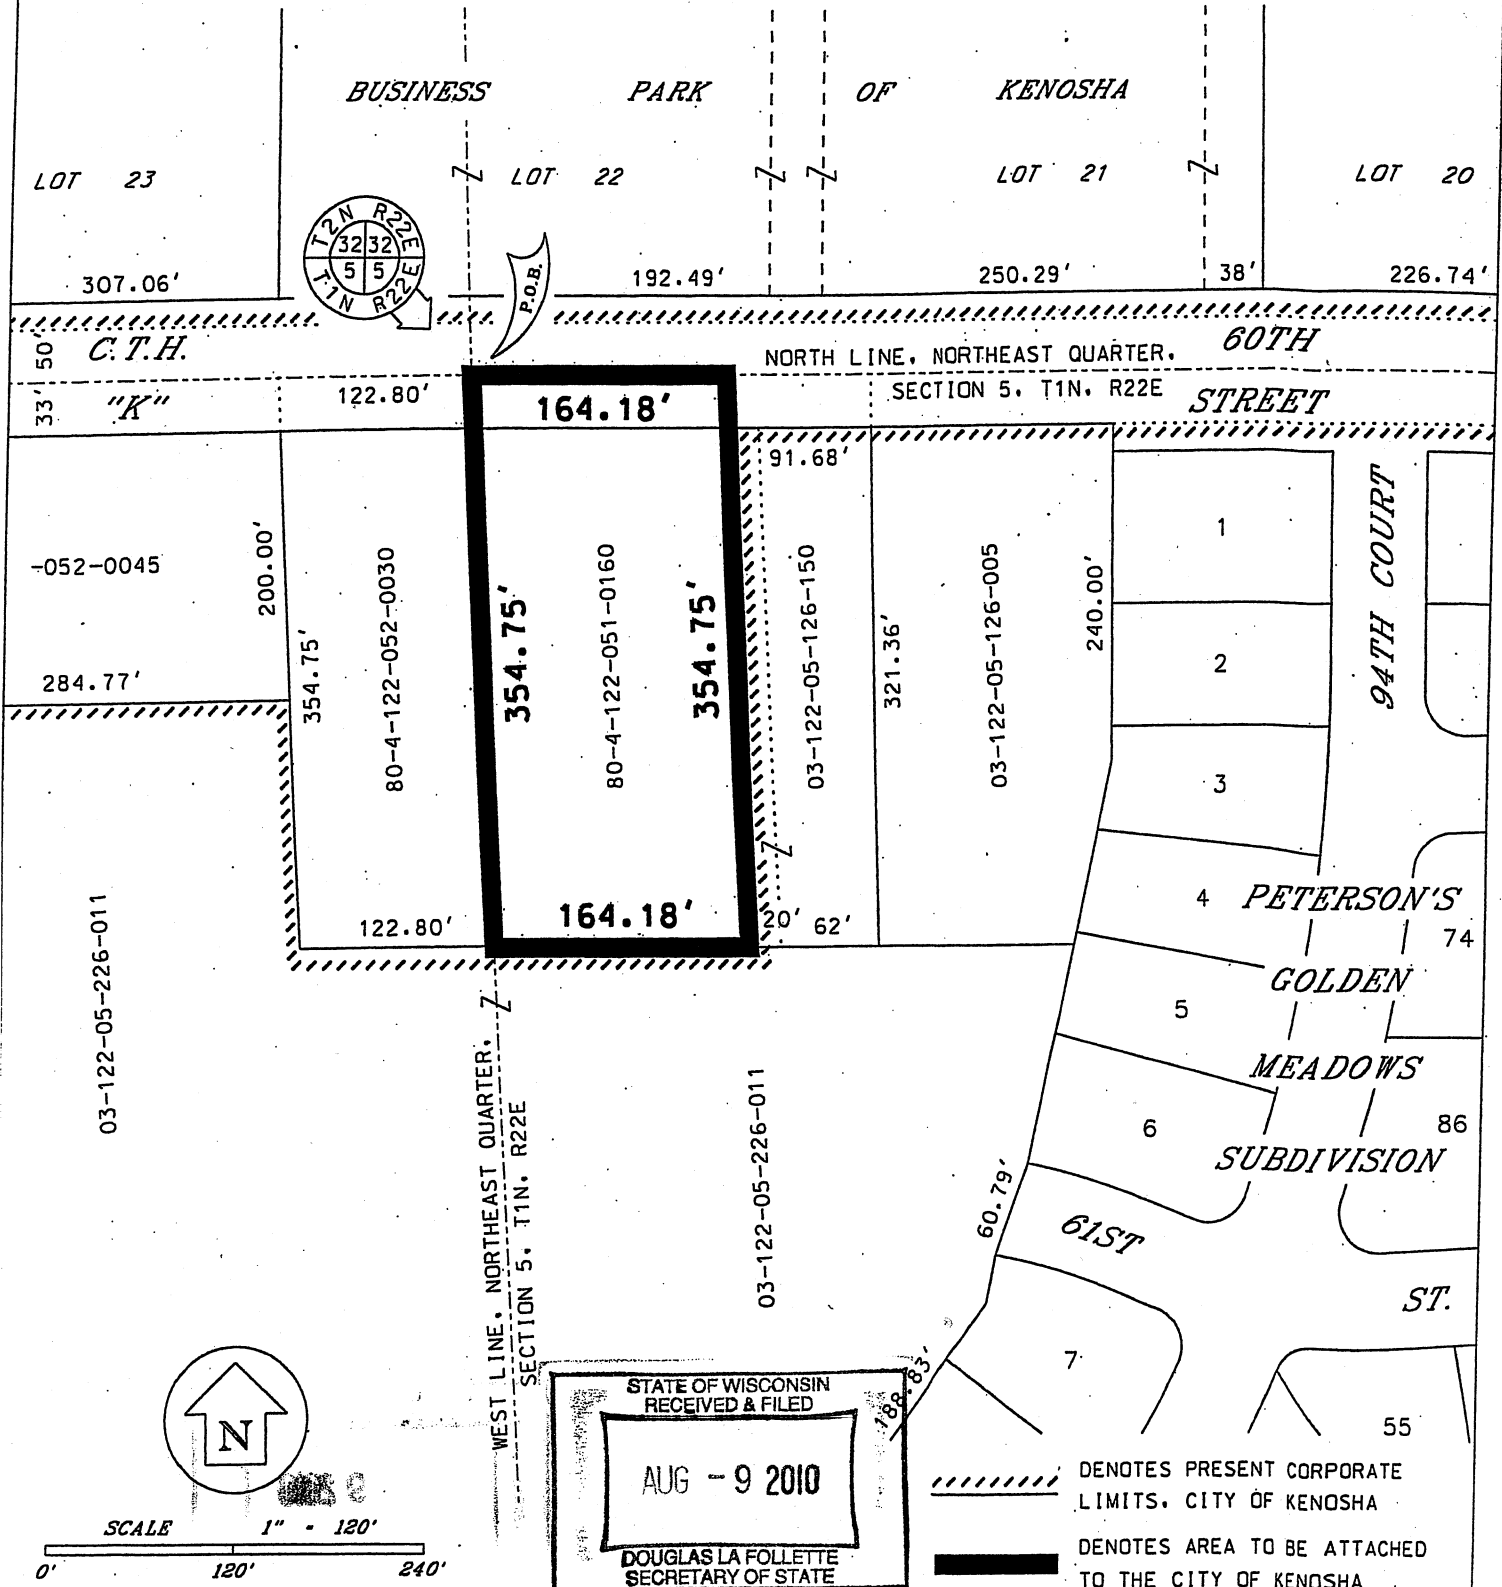 BUSINESS PARK OF KENOSHA
LOT 23
LOT 22
LOT 21
LOT 20
T2N R22E
32 32
5 5
T1N R22E
P.O.B.
307.06'
192.49'
250.29'
38'
226.74'
50'
33'
C.T.H.
"K"
60TH
STREET
NORTH LINE, NORTHEAST QUARTER,
SECTION 5, T1N, R22E
122.80'
164.18'
91.68'
-052-0045
200.00'
284.77'
354.75'
80-4-122-052-0030
354.75'
80-4-122-051-0160
354.75'
03-122-05-126-150
321.36'
03-122-05-126-005
240.00'
1
2
3
4
5
6
7
94TH COURT
122.80'
164.18'
20'
62'
PETERSON'S
74
GOLDEN
MEADOWS
86
SUBDIVISION
03-122-05-226-011
WEST LINE, NORTHEAST QUARTER,
SECTION 5, T1N, R22E
03-122-05-226-011
60.79'
61ST
ST.
188.83'
55
N
SCALE 1" = 120'
0' 120' 240'
STATE OF WISCONSIN
RECEIVED & FILED
AUG - 9 2010
DOUGLAS LA FOLLETTE
SECRETARY OF STATE
DENOTES PRESENT CORPORATE
LIMITS, CITY OF KENOSHA
DENOTES AREA TO BE ATTACHED
TO THE CITY OF KENOSHA